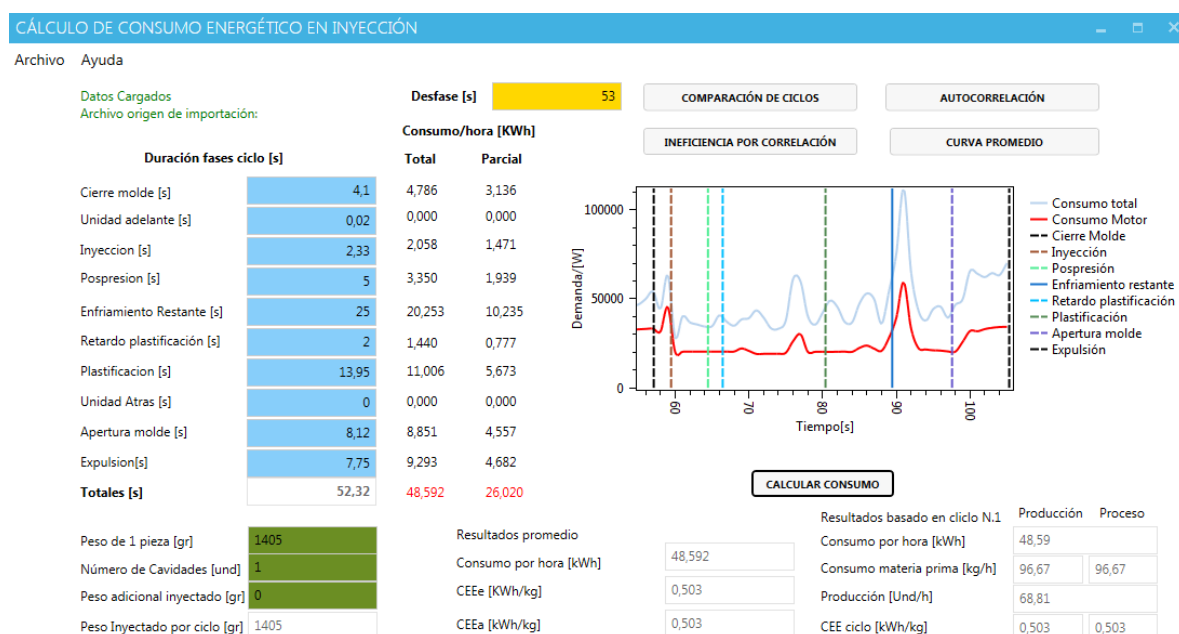 CÁLCULO DE CONSUMO ENERGÉTICO EN INYECCIÓN
Archivo Ayuda
Datos Cargados
Archivo origen de importación:
Desfase [s] 53
COMPARACIÓN DE CICLOS AUTOCORRELACIÓN
INEFICIENCIA POR CORRELACIÓN CURVA PROMEDIO
Consumo/hora [KWh]
Duración fases ciclo [s] Total Parcial
Cierre molde [s] 4,1 4,786 3,136
Unidad adelante [s] 0,02 0,000 0,000
Inyeccion [s] 2,33 2,058 1,471
Pospresion [s] 5 3,350 1,939
Enfriamiento Restante [s] 25 20,253 10,235
Retardo plastificación [s] 2 1,440 0,777
Plastificacion [s] 13,95 11,006 5,673
Unidad Atras [s] 0 0,000 0,000
Apertura molde [s] 8,12 8,851 4,557
Expulsion[s] 7,75 9,293 4,682
Totales [s] 52,32 48,592 26,020
Demanda/[W]
100000
50000
0
60 70 80 90 100
Tiempo[s]
Consumo total
Consumo Motor
Cierre Molde
Inyección
Pospresión
Enfriamiento restante
Retardo plastificación
Plastificación
Apertura molde
Expulsión
CALCULAR CONSUMO
Peso de 1 pieza [gr] 1405
Número de Cavidades [und] 1
Peso adicional inyectado [gr] 0
Peso Inyectado por ciclo [gr] 1405
Resultados promedio
Consumo por hora [kWh] 48,592
CEEe [KWh/kg] 0,503
CEEa [kWh/kg] 0,503
Resultados basado en cliclo N.1 Producción Proceso
Consumo por hora [kWh] 48,59
Consumo materia prima [kg/h] 96,67 96,67
Producción [Und/h] 68,81
CEE ciclo [kWh/kg] 0,503 0,503